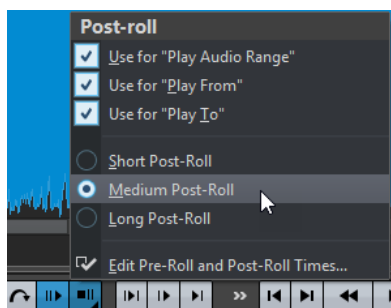 Post-roll
Use for "Play Audio Range"
Use for "Play From"
Use for "Play To"
Short Post-Roll
Medium Post-Roll
Long Post-Roll
Edit Pre-Roll and Post-Roll Times...